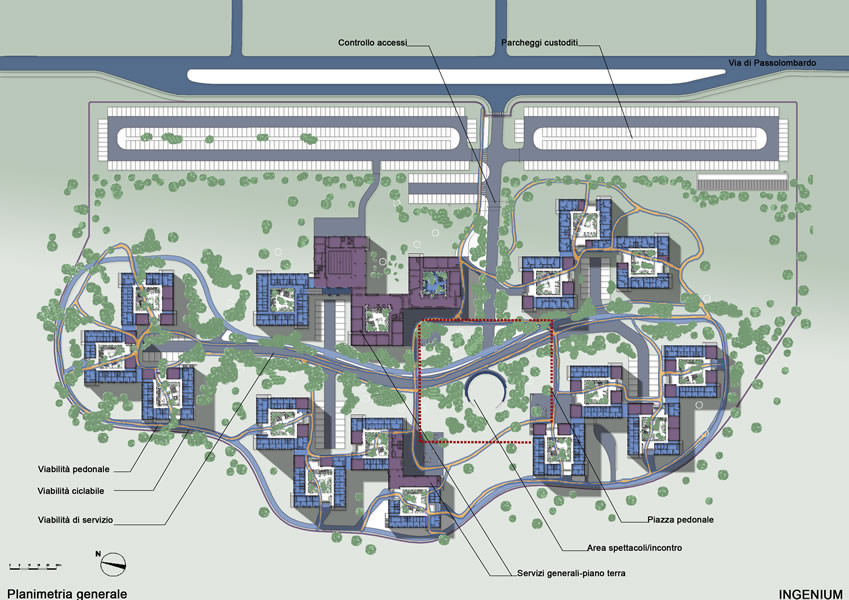 Controllo accessi
Parcheggi custoditi
Via di Passolombardo
Viabilità pedonale
Viabilità ciclabile
Viabilità di servizio
Piazza pedonale
Area spettacoli/incontro
Servizi generali-piano terra
N
Planimetria generale
INGENIUM